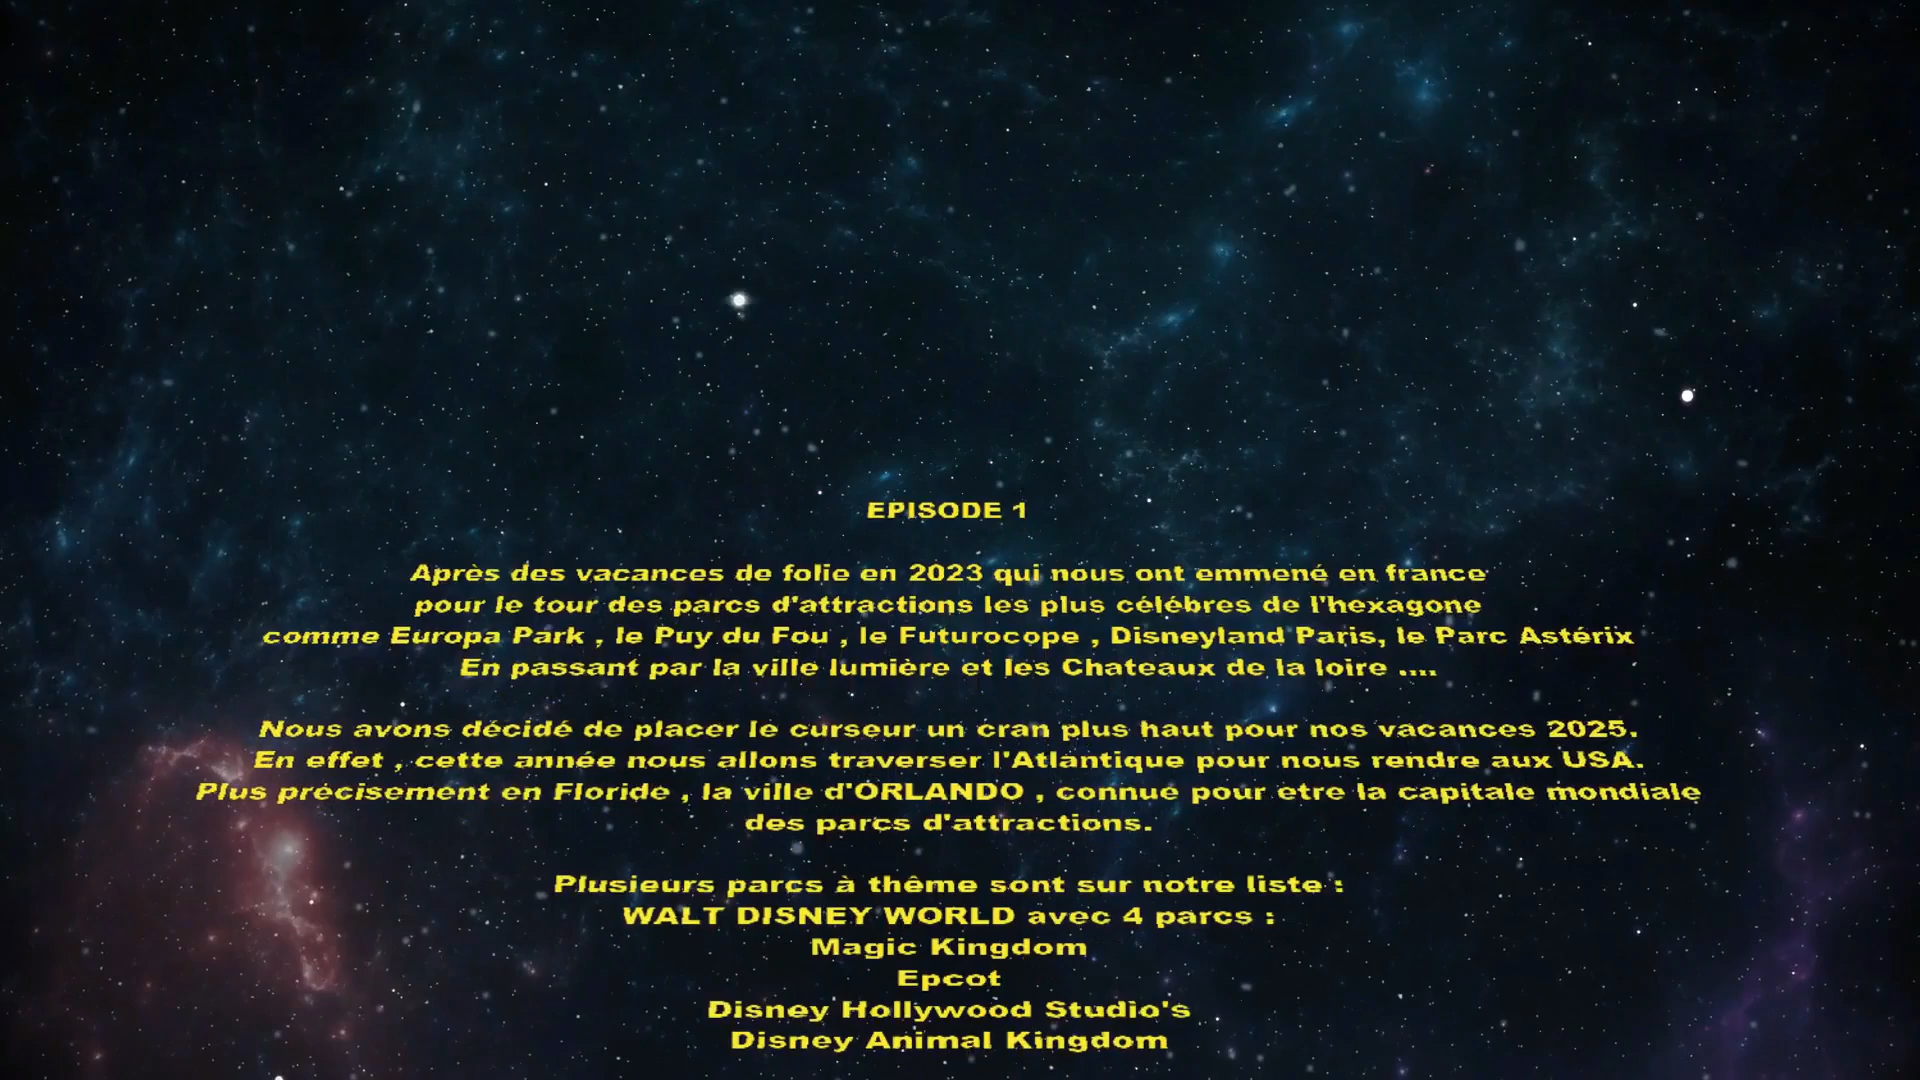 EPISODE 1
Après des vacances de folie en 2023 qui nous ont emmené en france
pour le tour des parcs d'attractions les plus célébres de l'hexagone
comme Europa Park , le Puy du Fou , le Futurocope , Disneyland Paris, le Parc Astérix
En passant par la ville lumière et les Chateaux de la loire ....
Nous avons décidé de placer le curseur un cran plus haut pour nos vacances 2025.
En effet , cette année nous allons traverser l'Atlantique pour nous rendre aux USA.
Plus précisement en Floride , la ville d'ORLANDO , connue pour etre la capitale mondiale
des parcs d'attractions.
Plusieurs parcs à thême sont sur notre liste :
WALT DISNEY WORLD avec 4 parcs :
Magic Kingdom
Epcot
Disney Hollywood Studio's
Disney Animal Kingdom